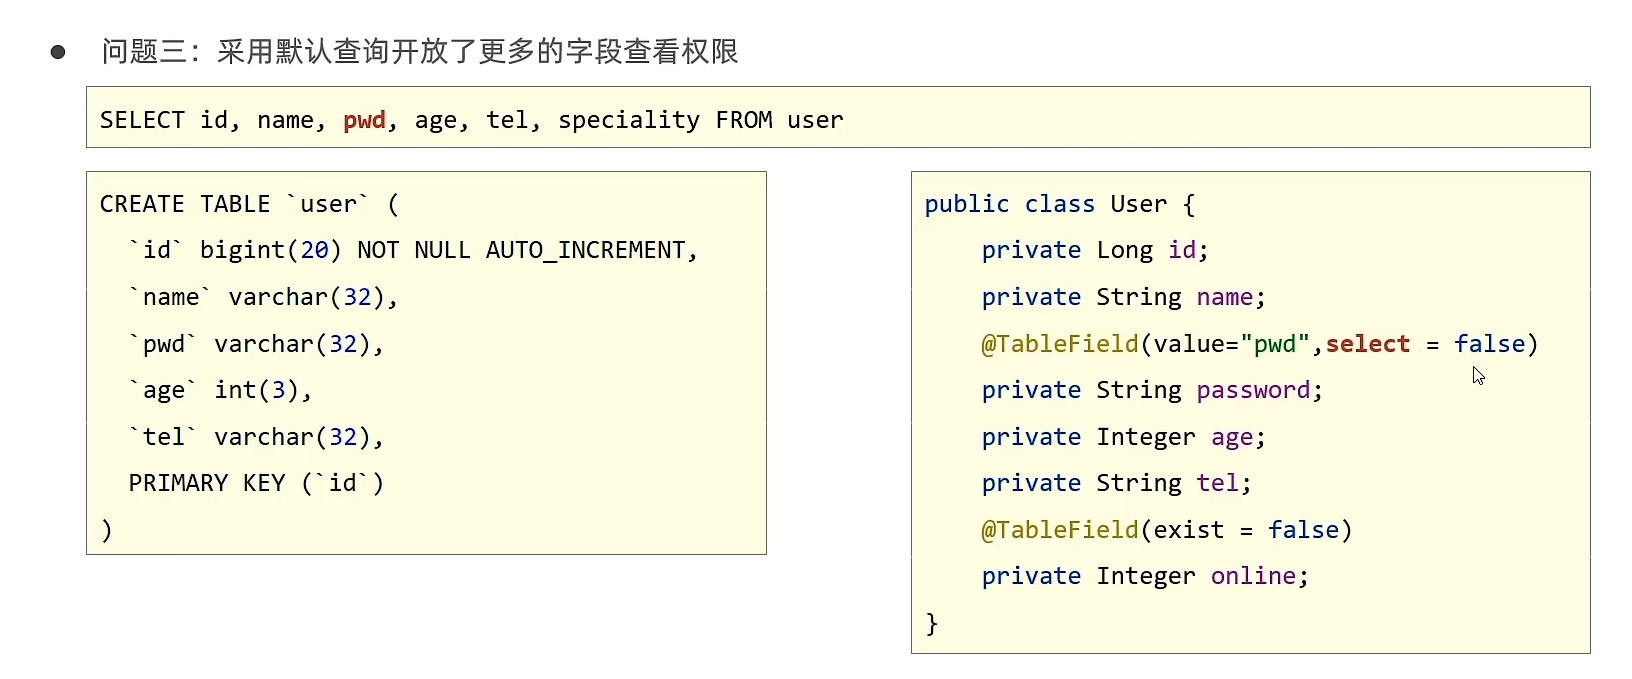 ● 问题三：采用默认查询开放了更多的字段查看权限
SELECT id, name, pwd, age, tel, speciality FROM user
CREATE TABLE `user` (
  `id` bigint(20) NOT NULL AUTO_INCREMENT,
  `name` varchar(32),
  `pwd` varchar(32),
  `age` int(3),
  `tel` varchar(32),
  PRIMARY KEY (`id`)
)
public class User {
    private Long id;
    private String name;
    @TableField(value="pwd",select = false)
    private String password;
    private Integer age;
    private String tel;
    @TableField(exist = false)
    private Integer online;
}